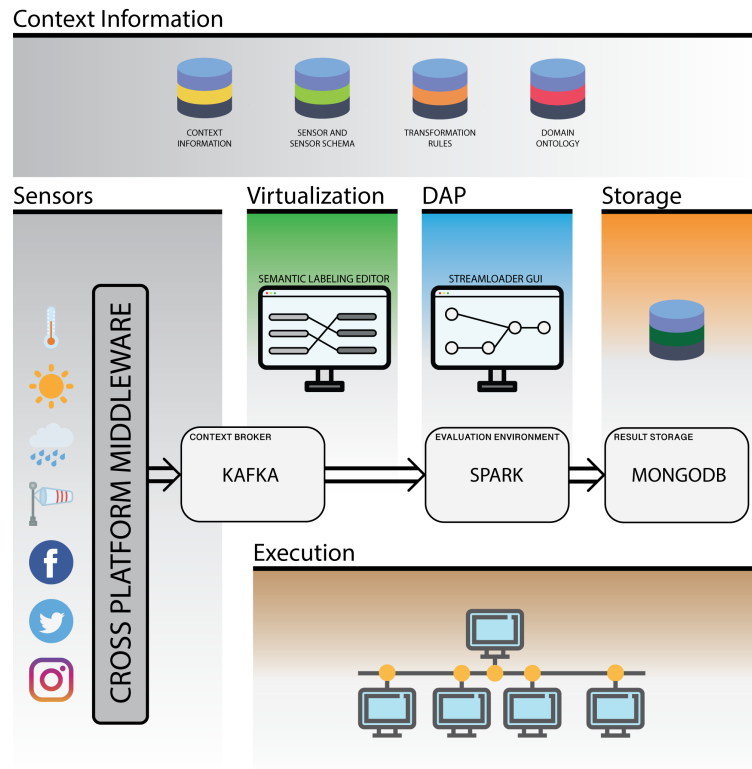 Context Information
CONTEXT
INFORMATION
SENSOR AND
SENSOR SCHEMA
TRANSFORMATION
RULES
DOMAIN
ONTOLOGY
Sensors
Virtualization
DAP
Storage
SEMANTIC LABELING EDITOR
STREAMLOADER GUI
CROSS PLATFORM MIDDLEWARE
CONTEXT BROKER
KAFKA
EVALUATION ENVIRONMENT
SPARK
RESULT STORAGE
MONGODB
Execution